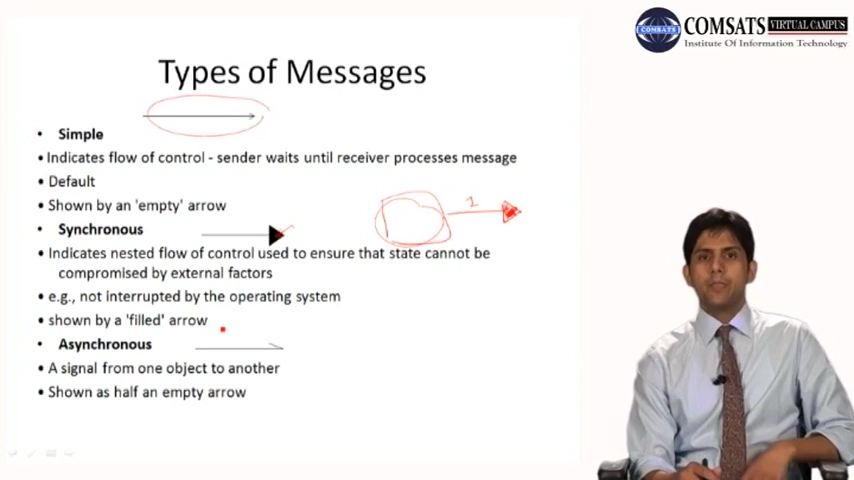 COMSATS VIRTUAL CAMPUS
COMSATS
Institute Of Information Technology
Types of Messages
• Simple
• Indicates flow of control - sender waits until receiver processes message
• Default
• Shown by an 'empty' arrow
1
• Synchronous
• Indicates nested flow of control used to ensure that state cannot be
compromised by external factors
• e.g., not interrupted by the operating system
• shown by a 'filled' arrow
• Asynchronous
• A signal from one object to another
• Shown as half an empty arrow